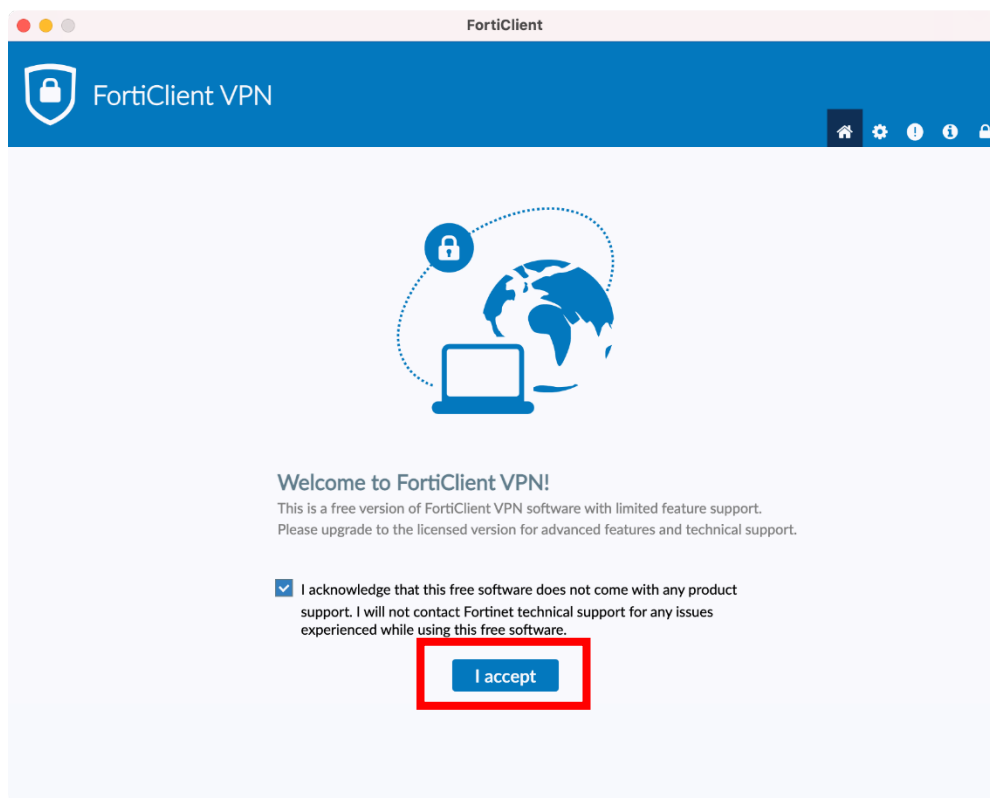 FortiClient
FortiClient VPN
Welcome to FortiClient VPN!
This is a free version of FortiClient VPN software with limited feature support.
Please upgrade to the licensed version for advanced features and technical support.
I acknowledge that this free software does not come with any product
support. I will not contact Fortinet technical support for any issues
experienced while using this free software.
I accept